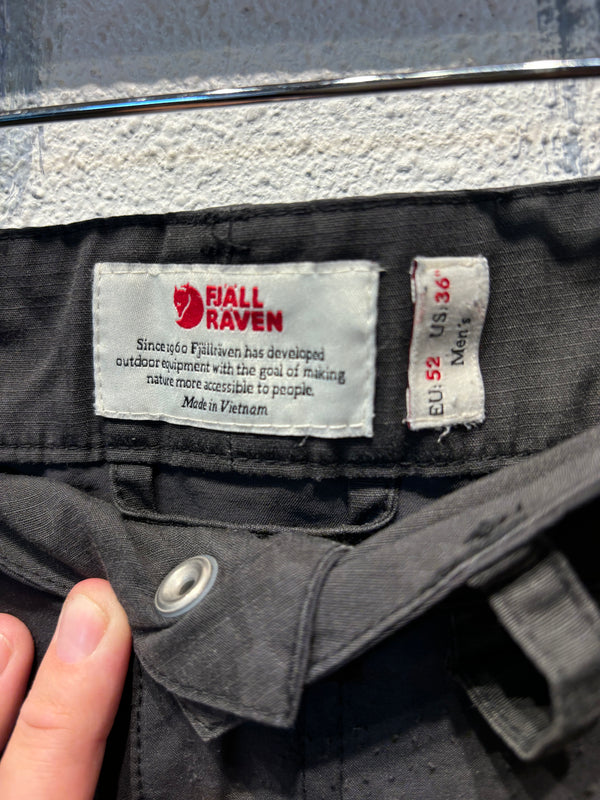 FJÄLL
RÄVEN
Since 1960 Fjällräven has developed
outdoor equipment with the goal of making
nature more accessible to people.
Made in Vietnam
EU: 52 US: 36"
Men's